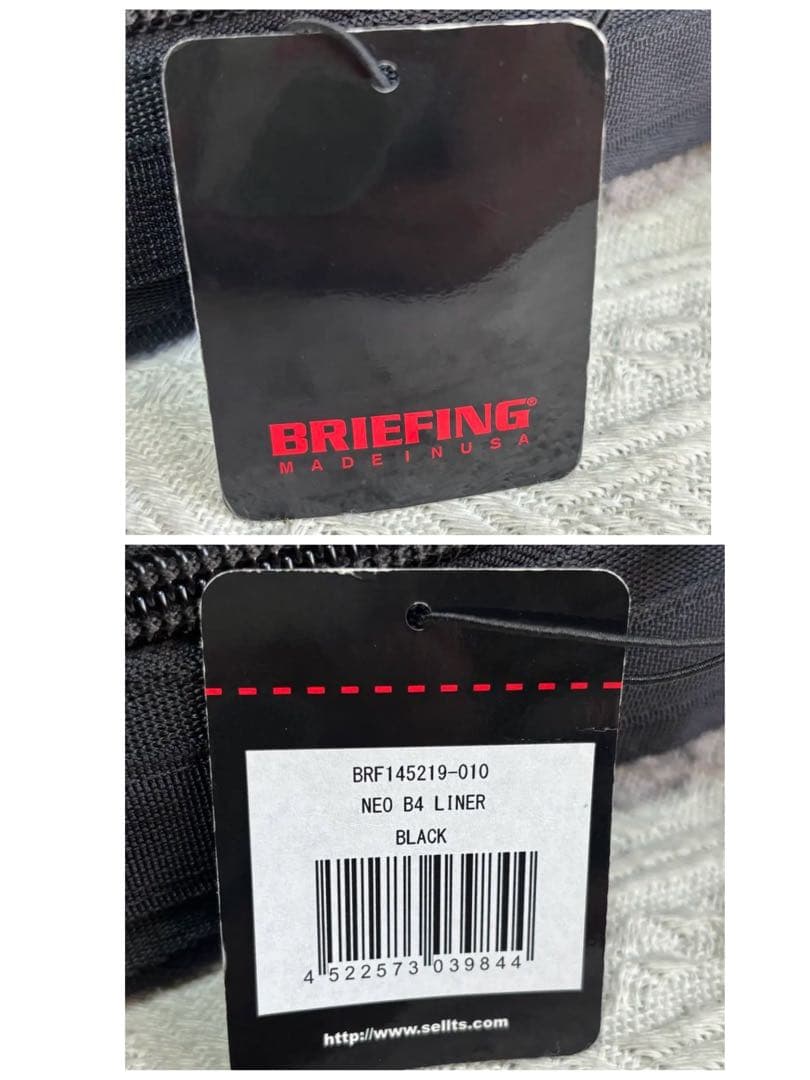 BRIEFING®
MADE IN USA
BRF145219-010
NEO B4 LINER
BLACK
4 522573 039844
http://www.sellts.com